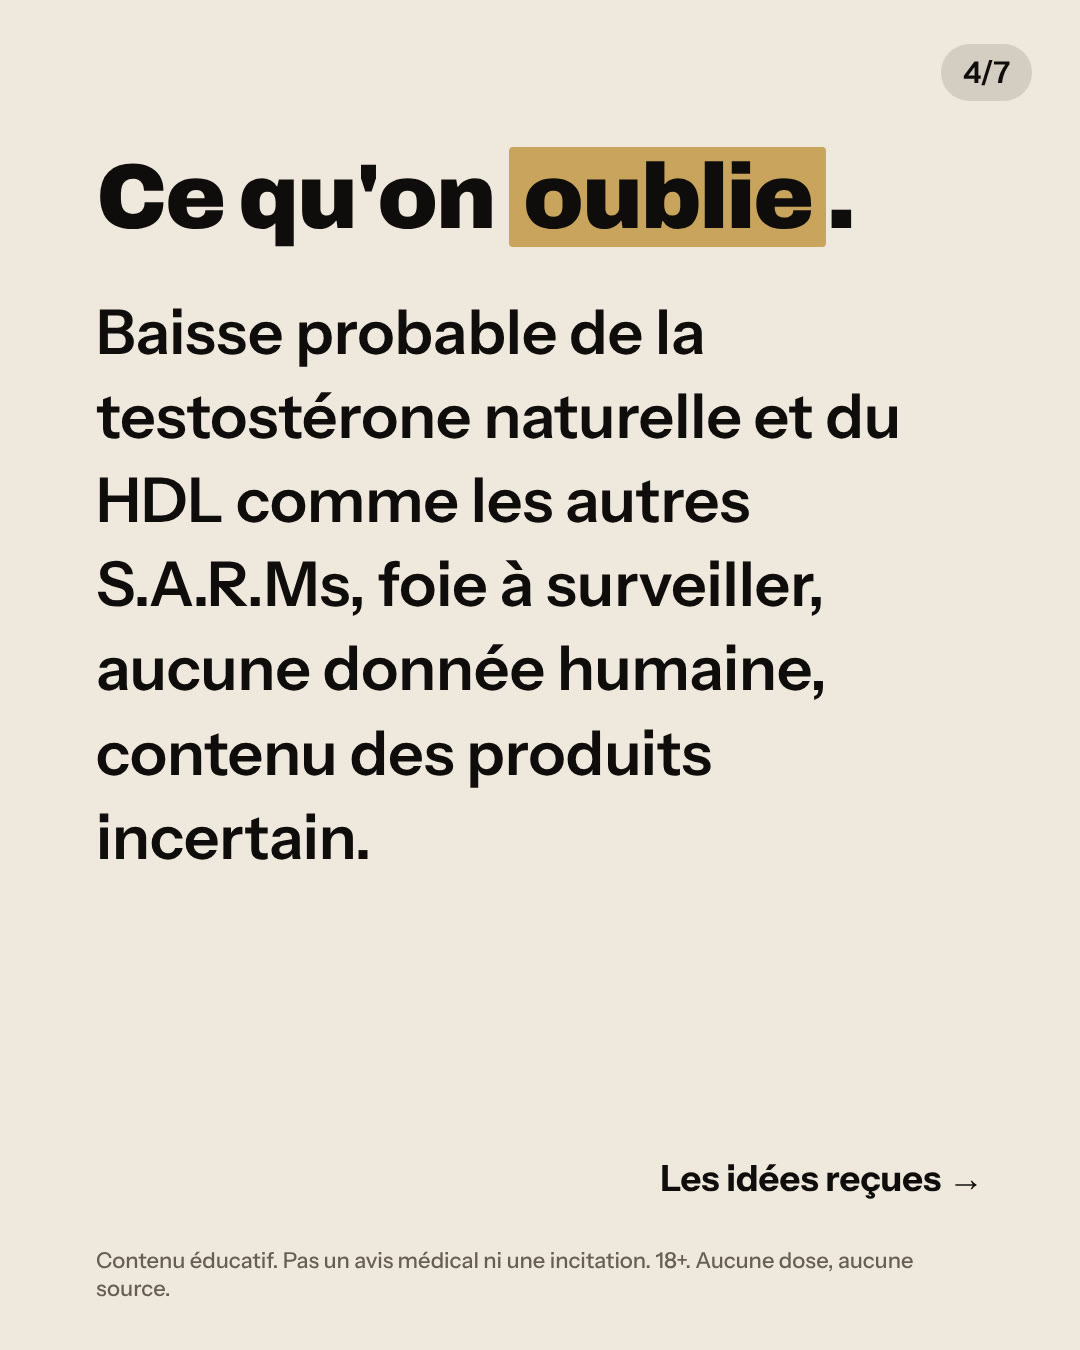 4/7
Ce qu'on oublie.
Baisse probable de la
testostérone naturelle et du
HDL comme les autres
S.A.R.Ms, foie à surveiller,
aucune donnée humaine,
contenu des produits
incertain.
Les idées reçues →
Contenu éducatif. Pas un avis médical ni une incitation. 18+. Aucune dose, aucune
source.